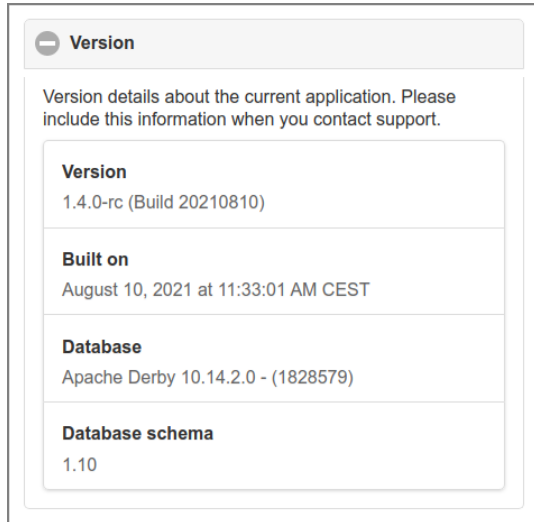 Version
Version details about the current application. Please
include this information when you contact support.
Version
1.4.0-rc (Build 20210810)
Built on
August 10, 2021 at 11:33:01 AM CEST
Database
Apache Derby 10.14.2.0 - (1828579)
Database schema
1.10